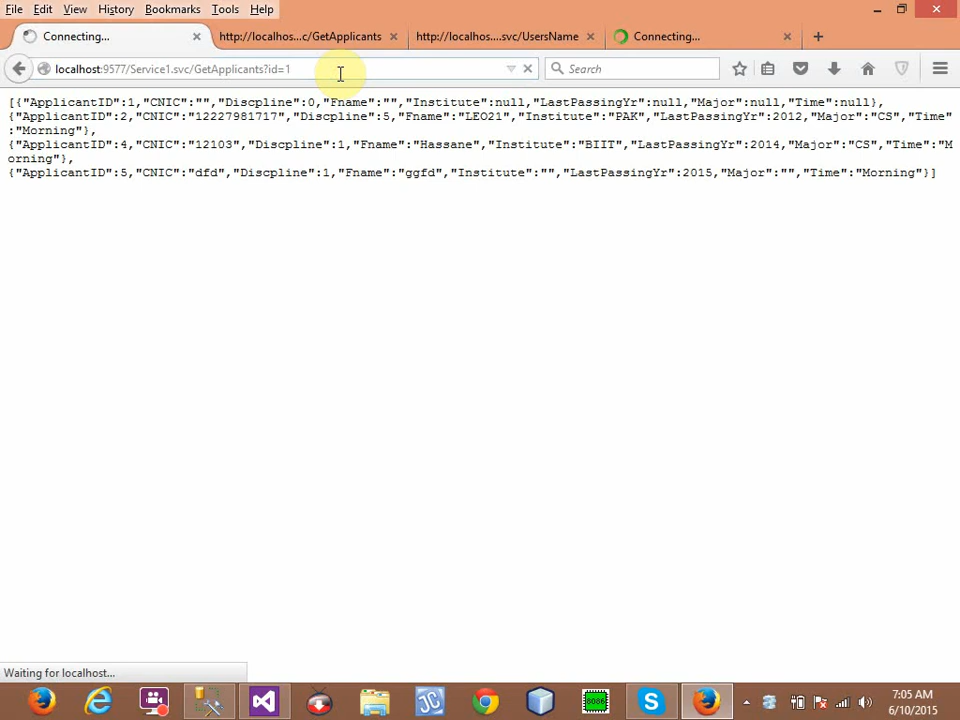 File Edit View History Bookmarks Tools Help
Connecting... http://localhos...c/GetApplicants http://localhos....svc/UsersName Connecting...
localhost:9577/Service1.svc/GetApplicants?id=1 Search
[{"ApplicantID":1,"CNIC":"","Discpline":0,"Fname":"","Institute":null,"LastPassingYr":null,"Major":null,"Time":null},
{"ApplicantID":2,"CNIC":"12227981717","Discpline":5,"Fname":"LEO21","Institute":"PAK","LastPassingYr":2012,"Major":"CS","Time"
:"Morning"},
{"ApplicantID":4,"CNIC":"12103","Discpline":1,"Fname":"Hassane","Institute":"BIIT","LastPassingYr":2014,"Major":"CS","Time":"M
orning"},
{"ApplicantID":5,"CNIC":"dfd","Discpline":1,"Fname":"ggfd","Institute":"","LastPassingYr":2015,"Major":"","Time":"Morning"}]
Waiting for localhost...
7:05 AM
6/10/2015